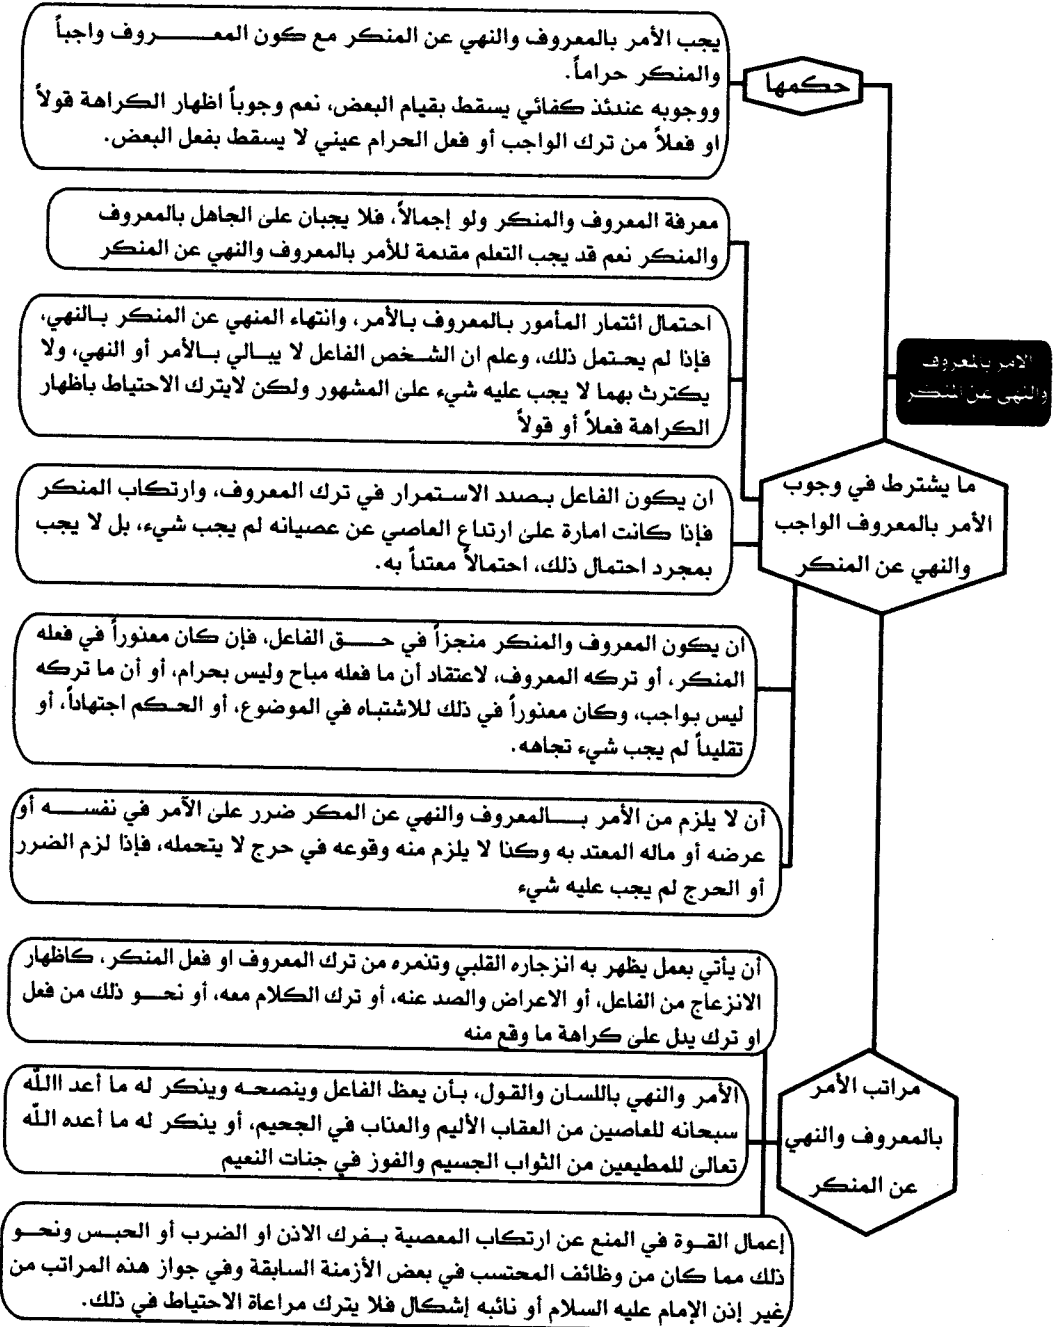 الامر بالمعروف
والنهي عن المنكر
حكمها
يجب الأمر بالمعروف والنهي عن المنكر مع كون المعـــــروف واجباً
والمنكر حراماً.
ووجوبه عندئذ كفائي يسقط بقيام البعض، نعم وجوباً اظهار الكراهة قولاً
او فعلاً من ترك الواجب أو فعل الحرام عيني لا يسقط بفعل البعض.
ما يشترط في وجوب
الأمر بالمعروف الواجب
والنهي عن المنكر
معرفة المعروف والمنكر ولو إجمالاً، فلا يجبان على الجاهل بالمعروف
والمنكر نعم قد يجب التعلم مقدمة للأمر بالمعروف والنهي عن المنكر
احتمال ائتمار المأمور بالمعروف بالأمر، وانتهاء المنهي عن المنكر بالنهي،
فإذا لم يحتمل ذلك، وعلم ان الشخص الفاعل لا يبالي بالأمر أو النهي، ولا
يكترث بهما لا يجب عليه شيء على المشهور ولكن لايترك الاحتياط باظهار
الكراهة فعلاً أو قولاً
ان يكون الفاعل بصدد الاستمرار في ترك المعروف، وارتكاب المنكر
فإذا كانت امارة على ارتداع العاصي عن عصيانه لم يجب شيء، بل لا يجب
بمجرد احتمال ذلك، احتمالاً معتداً به.
أن يكون المعروف والمنكر منجزاً في حــق الفاعل، فإن كان معذوراً في فعله
المنكر، أو تركه المعروف، لاعتقاد أن ما فعله مباح وليس بحرام، أو أن ما تركه
ليس بواجب، وكان معذوراً في ذلك للاشتباه في الموضوع، أو الحكم اجتهاداً، أو
تقليداً لم يجب شيء تجاهه.
أن لا يلزم من الأمر بـــالمعروف والنهي عن المكر ضرر على الآمر في نفســه أو
عرضه أو ماله المعتد به وكذا لا يلزم منه وقوعه في حرج لا يتحمله، فإذا لزم الضرر
أو الحرج لم يجب عليه شيء
مراتب الأمر
بالمعروف والنهي
عن المنكر
أن يأتي بعمل يظهر به انزجاره القلبي وتذمره من ترك المعروف او فعل المنكر، كاظهار
الانزعاج من الفاعل، أو الاعراض والصد عنه، أو ترك الكلام معه، أو نحــو ذلك من فعل
او ترك يدل على كراهة ما وقع منه
الأمر والنهي باللسان والقول، بأن يعظ الفاعل وينصحه ويذكر له ما أعد االله
سبحانه للعاصين من العقاب الأليم والعذاب في الجحيم، أو يذكر له ما أعده الله
تعالى للمطيعين من الثواب الجسيم والفوز في جنات النعيم
إعمال القــوة في المنع عن ارتكاب المعصية بفرك الاذن او الضرب أو الحبس ونحــو
ذلك مما كان من وظائف المحتسب في بعض الأزمنة السابقة وفي جواز هذه المراتب من
غير إذن الإمام عليه السلام أو نائبه إشكال فلا يترك مراعاة الاحتياط في ذلك.